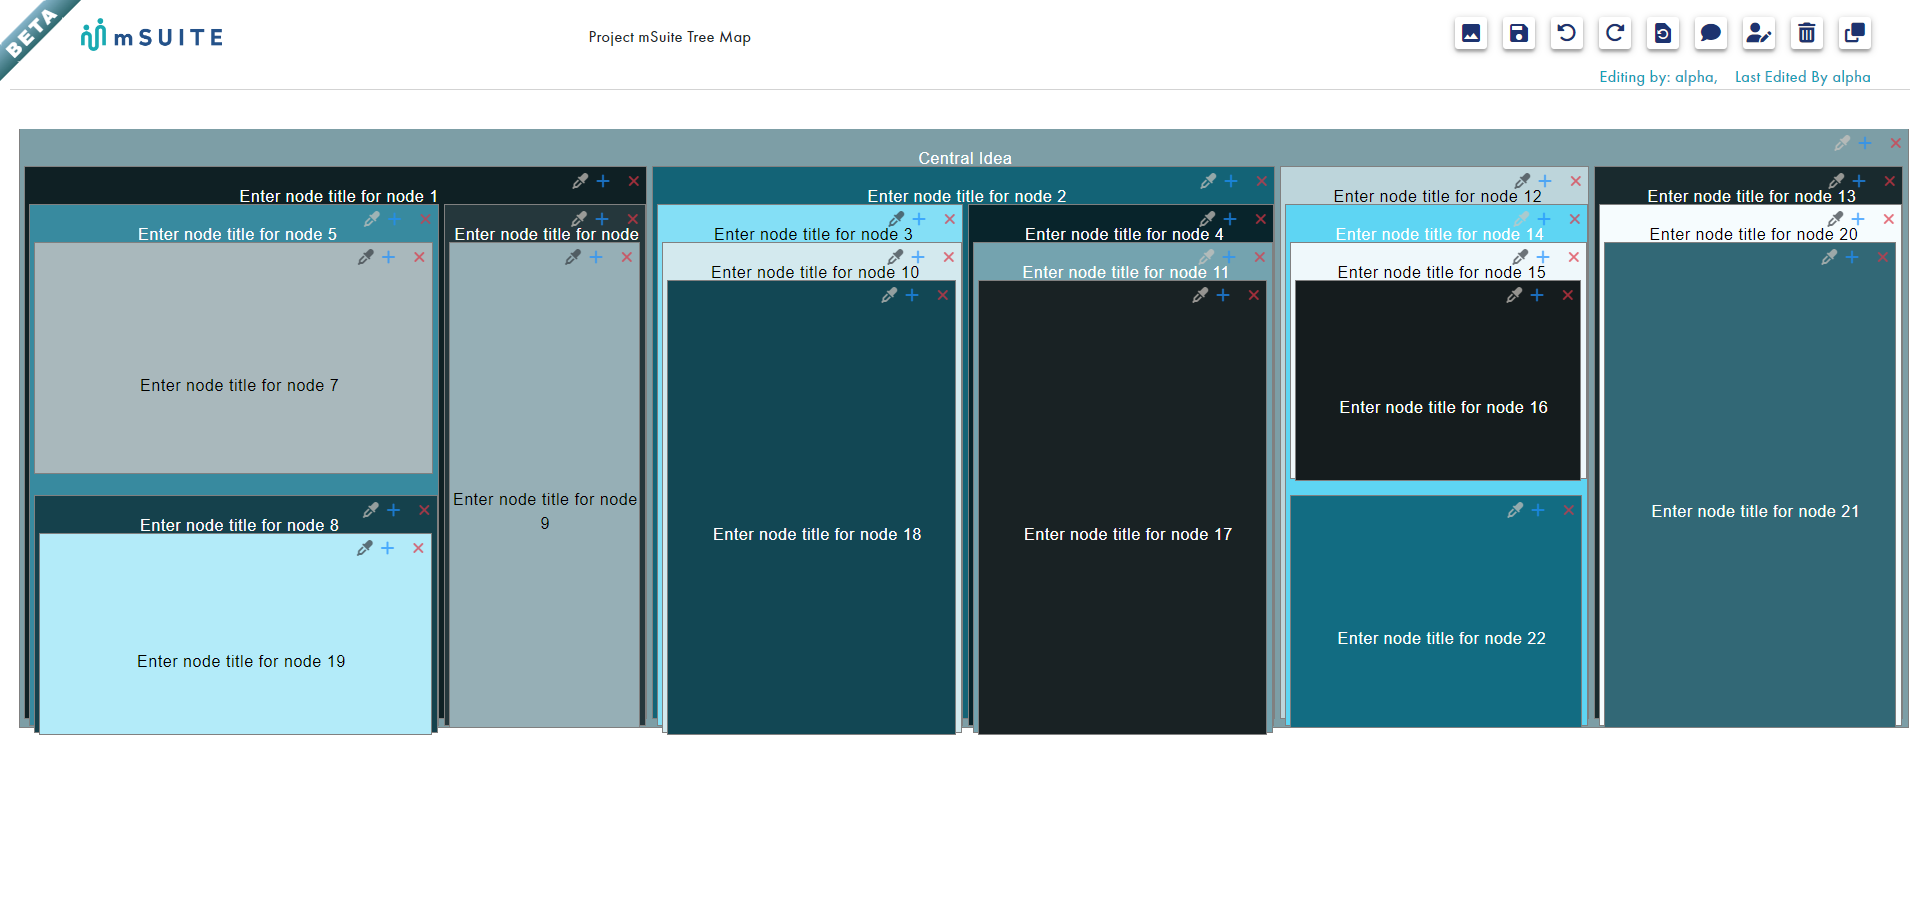 BETA
mSUITE
Project mSuite Tree Map
Editing by: alpha,
Last Edited By alpha
Central Idea
Enter node title for node 1
Enter node title for node 2
Enter node title for node 12
Enter node title for node 13
Enter node title for node 5
Enter node title for node
Enter node title for node 3
Enter node title for node 4
Enter node title for node 14
Enter node title for node 20
Enter node title for node 10
Enter node title for node 11
Enter node title for node 15
Enter node title for node 7
Enter node title for node 16
Enter node title for node
9
Enter node title for node 21
Enter node title for node 8
Enter node title for node 18
Enter node title for node 17
Enter node title for node 22
Enter node title for node 19